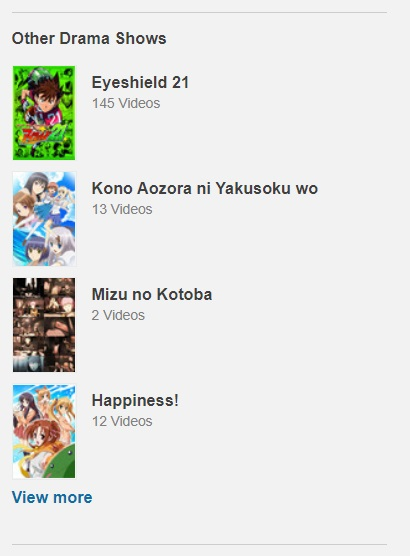 Other Drama Shows
Eyeshield 21
145 Videos
Kono Aozora ni Yakusoku wo
13 Videos
Mizu no Kotoba
2 Videos
Happiness!
12 Videos
View more